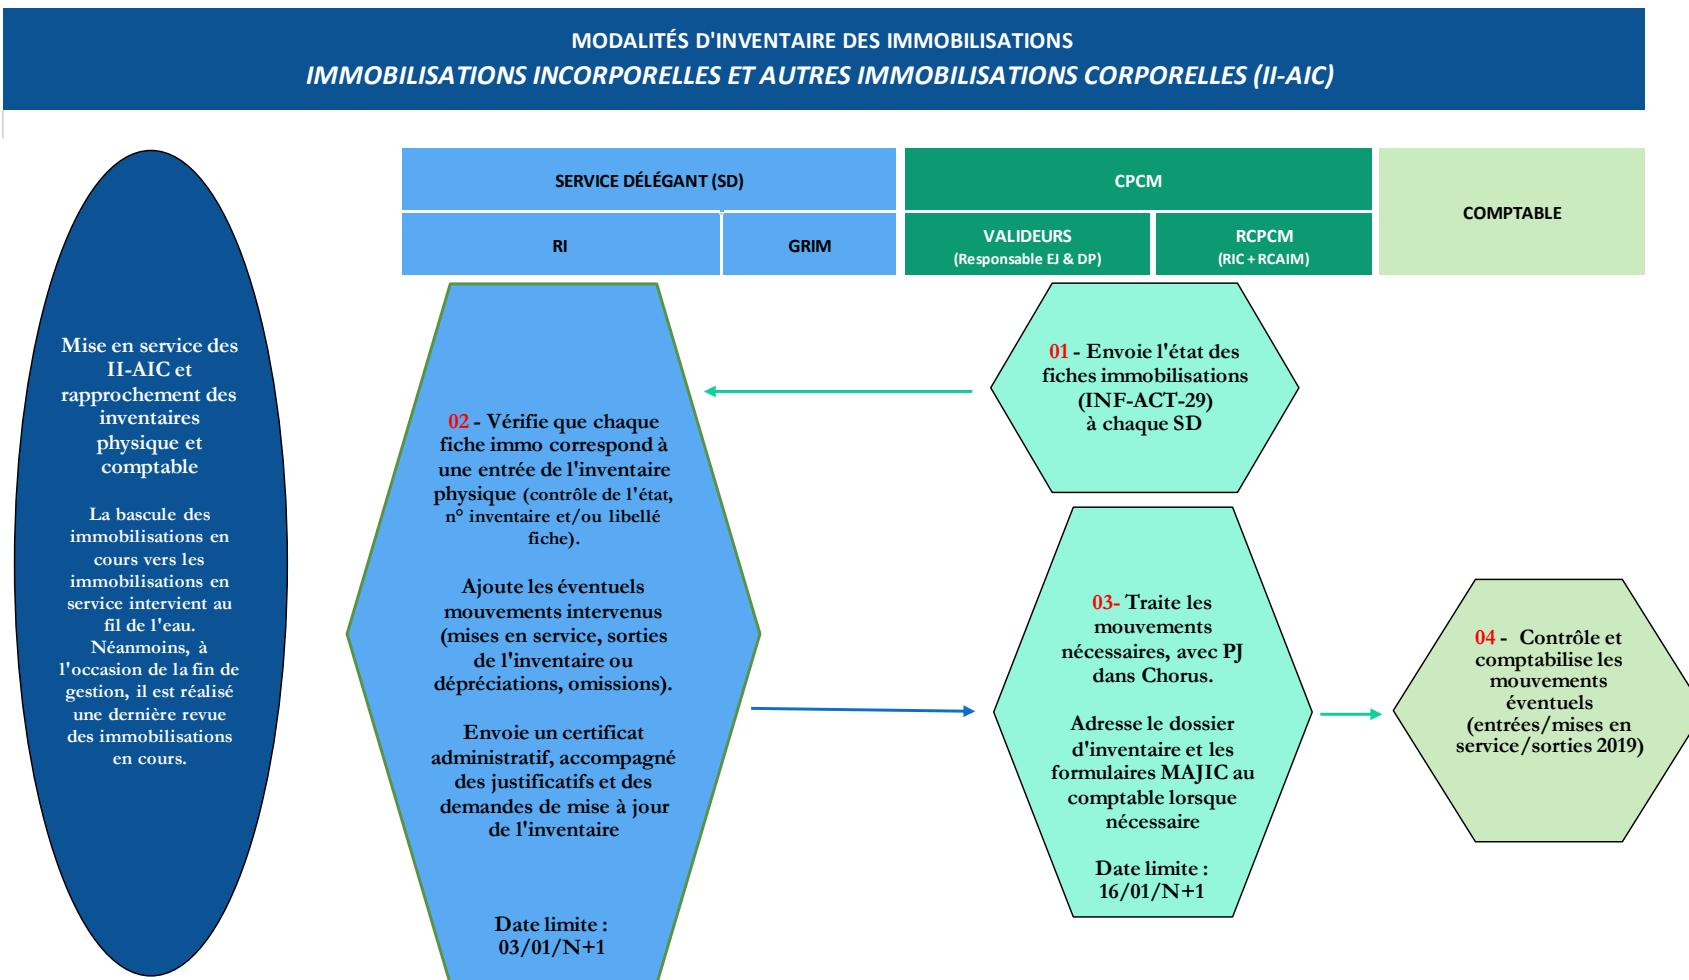 MODALITÉS D'INVENTAIRE DES IMMOBILISATIONS
IMMOBILISATIONS INCORPORELLES ET AUTRES IMMOBILISATIONS CORPORELLES (II-AIC)
SERVICE DÉLÉGANT (SD)
CPCM
COMPTABLE
RI
GRIM
VALIDEURS
(Responsable EJ & DP)
RCPCM
(RIC + RCAIM)
Mise en service des
II-AIC et
rapprochement des
inventaires
physique et
comptable
La bascule des
immobilisations en
cours vers les
immobilisations en
service intervient au
fil de l'eau.
Néanmoins, à
l'occasion de la fin de
gestion, il est réalisé
une dernière revue
des immobilisations
en cours.
01 - Envoie l'état des
fiches immobilisations
(INF-ACT-29)
à chaque SD
02 - Vérifie que chaque
fiche immo correspond à
une entrée de l'inventaire
physique (contrôle de l'état,
n° inventaire et/ou libellé
fiche).
Ajoute les éventuels
mouvements intervenus
(mises en service, sorties
de l'inventaire ou
dépréciations, omissions).
Envoie un certificat
administratif, accompagné
des justificatifs et des
demandes de mise à jour
de l'inventaire
Date limite :
03/01/N+1
03- Traite les
mouvements
nécessaires, avec PJ
dans Chorus.
Adresse le dossier
d'inventaire et les
formulaires MAJIC au
comptable lorsque
nécessaire
Date limite :
16/01/N+1
04 - Contrôle et
comptabilise les
mouvements
éventuels
(entrées/mises en
service/sorties 2019)